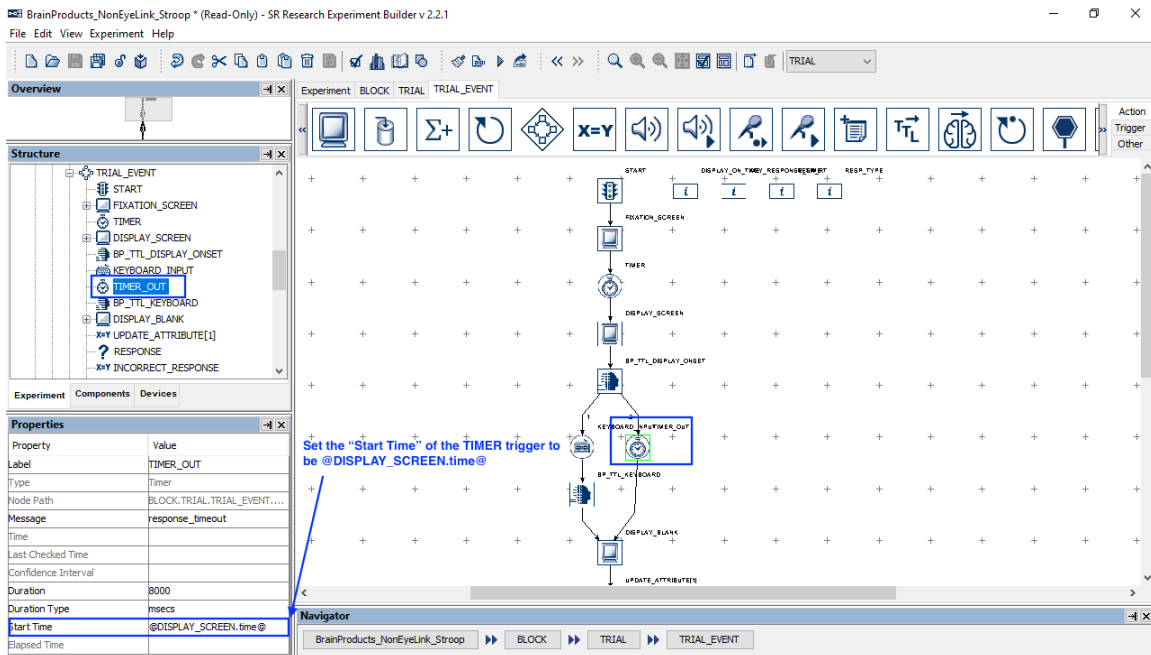 BrainProducts_NonEyeLink_Stroop * (Read-Only) - SR Research Experiment Builder v 2.2.1
File Edit View Experiment Help
TRIAL
Overview
Experiment BLOCK TRIAL TRIAL_EVENT
X=Y
TTL
Action
Trigger
Other
Structure
TRIAL_EVENT
START
FIXATION_SCREEN
TIMER
DISPLAY_SCREEN
BP_TTL_DISPLAY_ONSET
KEYBOARD_INPUT
TIMER_OUT
BP_TTL_KEYBOARD
DISPLAY_BLANK
X=Y UPDATE_ATTRIBUTE[1]
RESPONSE
X=Y INCORRECT_RESPONSE
Experiment Components Devices
START
RESP_TYPE
FIXATION_SCREEN
TIMER
DISPLAY_SCREEN
BP_TTL_DISPLAY_ONSET
1 2
TIMER_OUT
BP_TTL_KEYBOARD
DISPLAY_BLANK
UPDATE_ATTRIBUTE[1]
Properties
Property Value
Label TIMER_OUT
Type Timer
Node Path BLOCK.TRIAL.TRIAL_EVENT....
Message response_timeout
Time
Last Checked Time
Confidence Interval
Duration 8000
Duration Type msecs
Start Time @DISPLAY_SCREEN.time@
Elapsed Time
Set the “Start Time” of the TIMER trigger to
be @DISPLAY_SCREEN.time@
Navigator
BrainProducts_NonEyeLink_Stroop BLOCK TRIAL TRIAL_EVENT